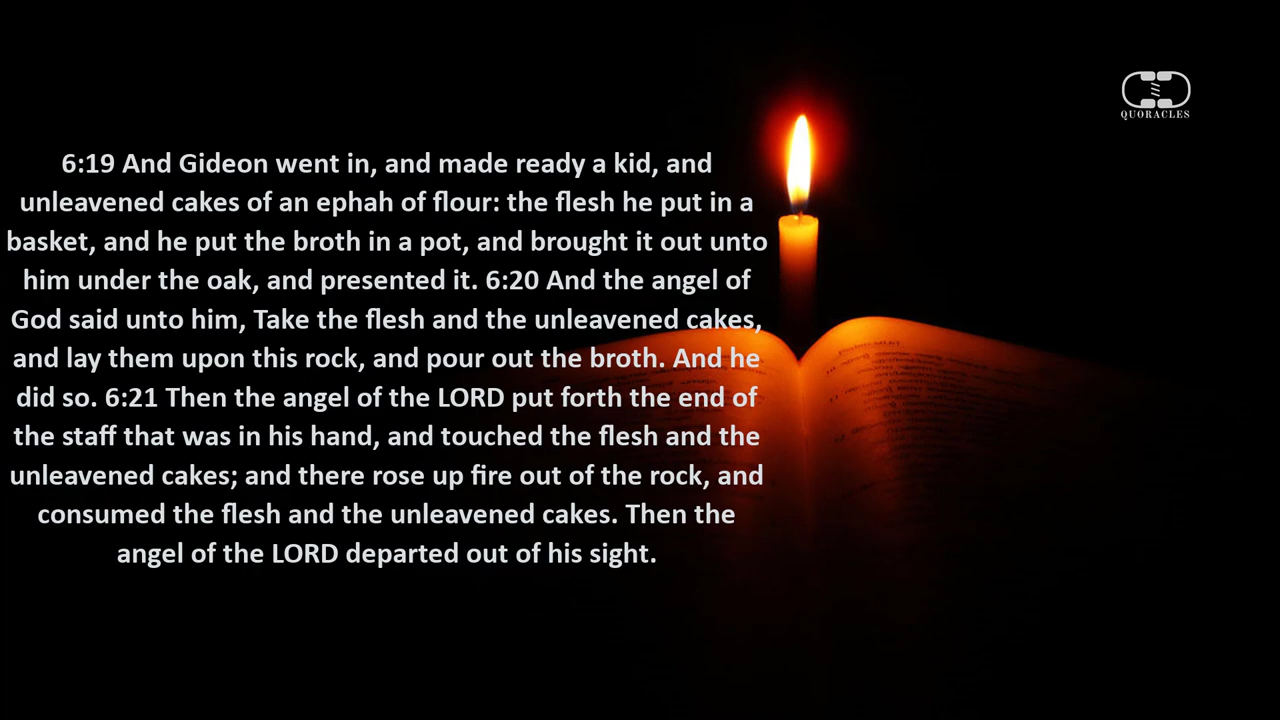 QUORACLES
6:19 And Gideon went in, and made ready a kid, and
unleavened cakes of an ephah of flour: the flesh he put in a
basket, and he put the broth in a pot, and brought it out unto
him under the oak, and presented it. 6:20 And the angel of
God said unto him, Take the flesh and the unleavened cakes,
and lay them upon this rock, and pour out the broth. And he
did so. 6:21 Then the angel of the LORD put forth the end of
the staff that was in his hand, and touched the flesh and the
unleavened cakes; and there rose up fire out of the rock, and
consumed the flesh and the unleavened cakes. Then the
angel of the LORD departed out of his sight.